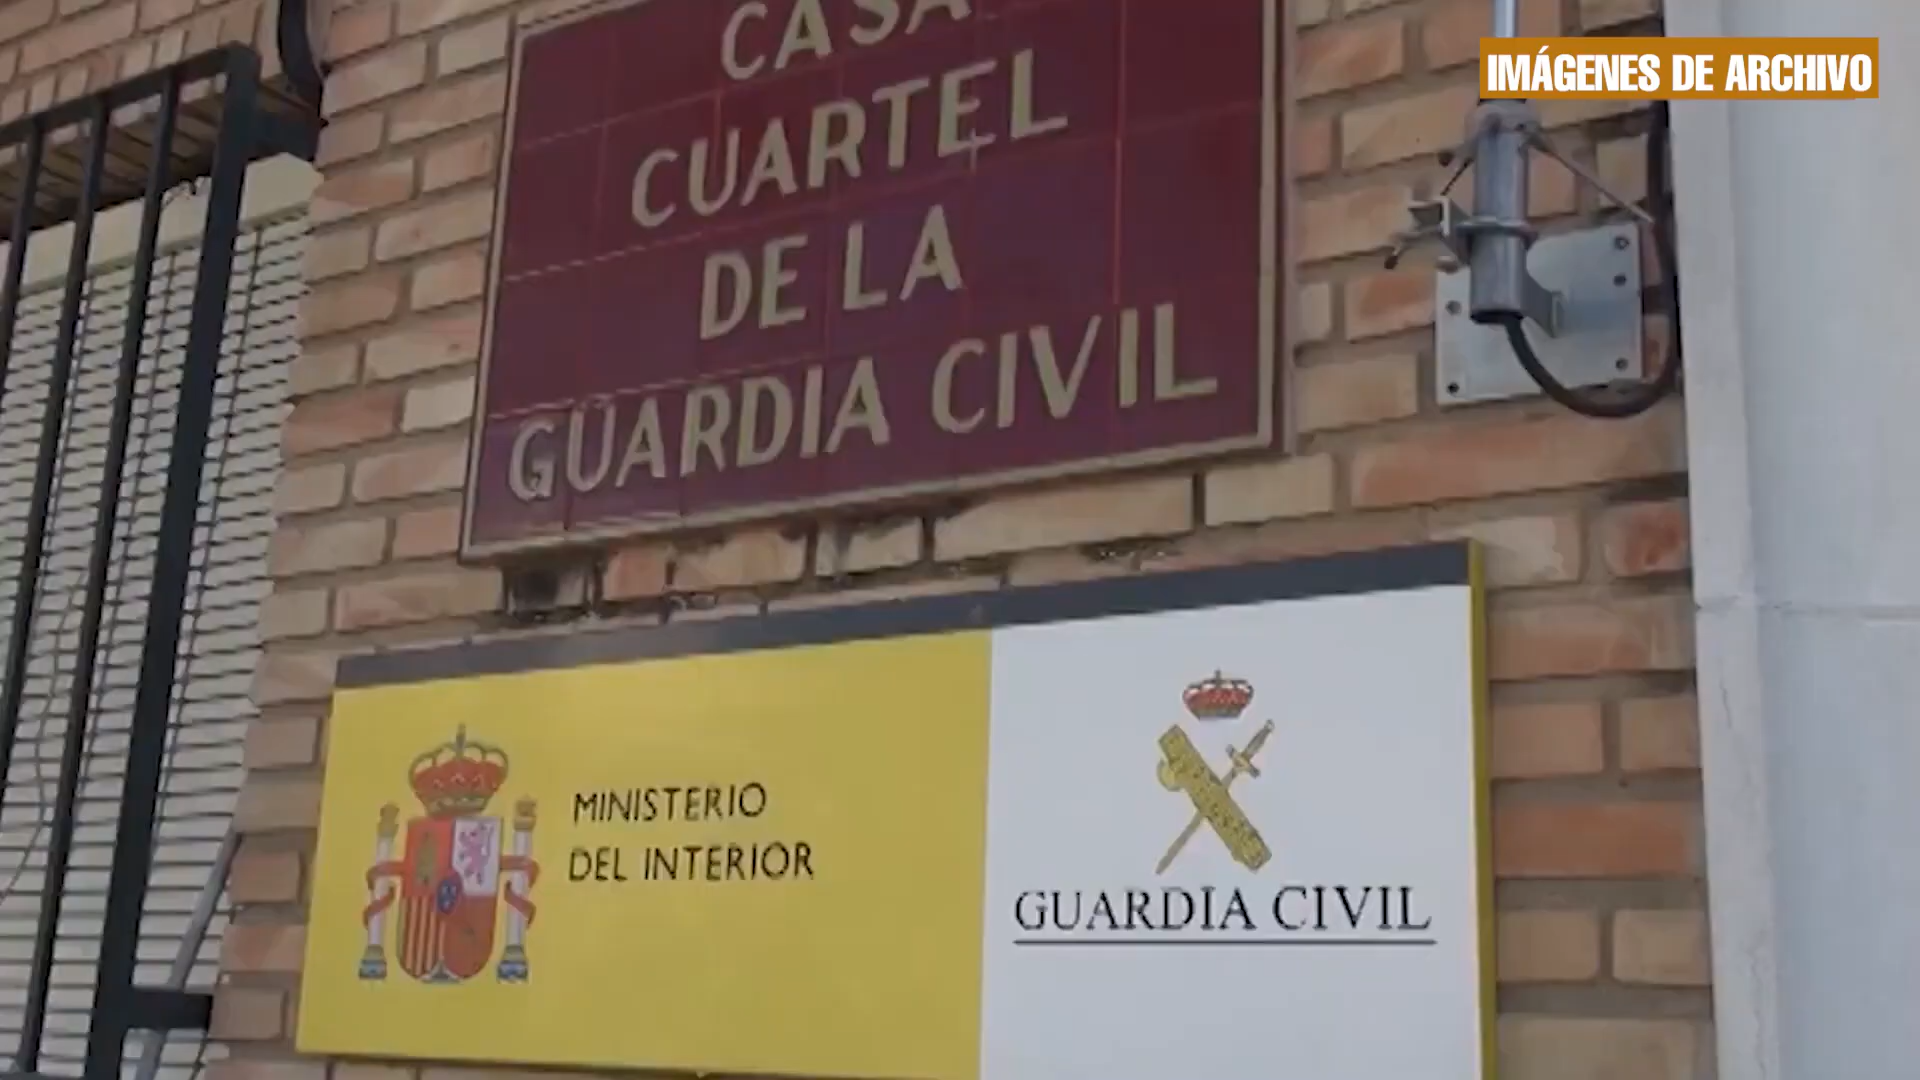 IMÁGENES DE ARCHIVO
CASA
CUARTEL
DE LA
GUARDIA CIVIL
MINISTERIO
DEL INTERIOR
GUARDIA CIVIL